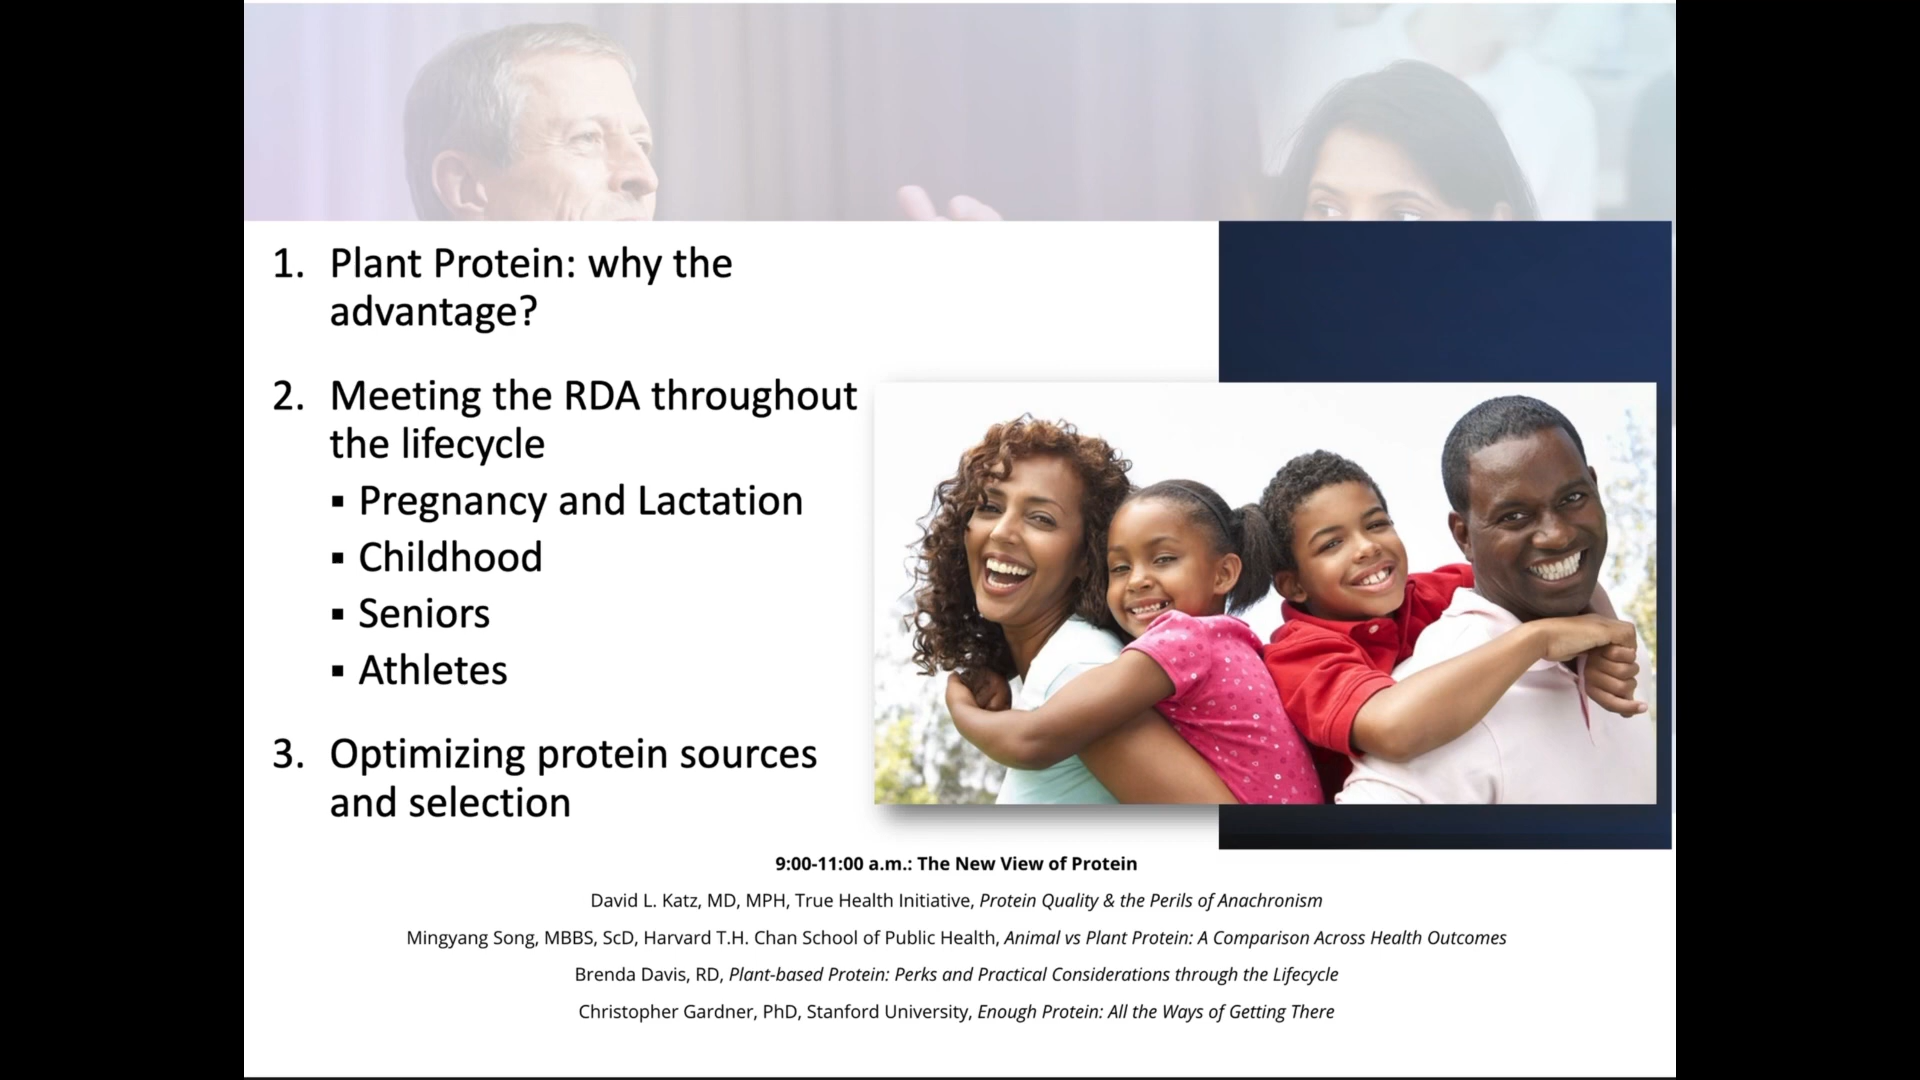 1. Plant Protein: why the
advantage?
2. Meeting the RDA throughout
the lifecycle
▪ Pregnancy and Lactation
▪ Childhood
▪ Seniors
▪ Athletes
3. Optimizing protein sources
and selection
9:00-11:00 a.m.: The New View of Protein
David L. Katz, MD, MPH, True Health Initiative, Protein Quality & the Perils of Anachronism
Mingyang Song, MBBS, ScD, Harvard T.H. Chan School of Public Health, Animal vs Plant Protein: A Comparison Across Health Outcomes
Brenda Davis, RD, Plant-based Protein: Perks and Practical Considerations through the Lifecycle
Christopher Gardner, PhD, Stanford University, Enough Protein: All the Ways of Getting There